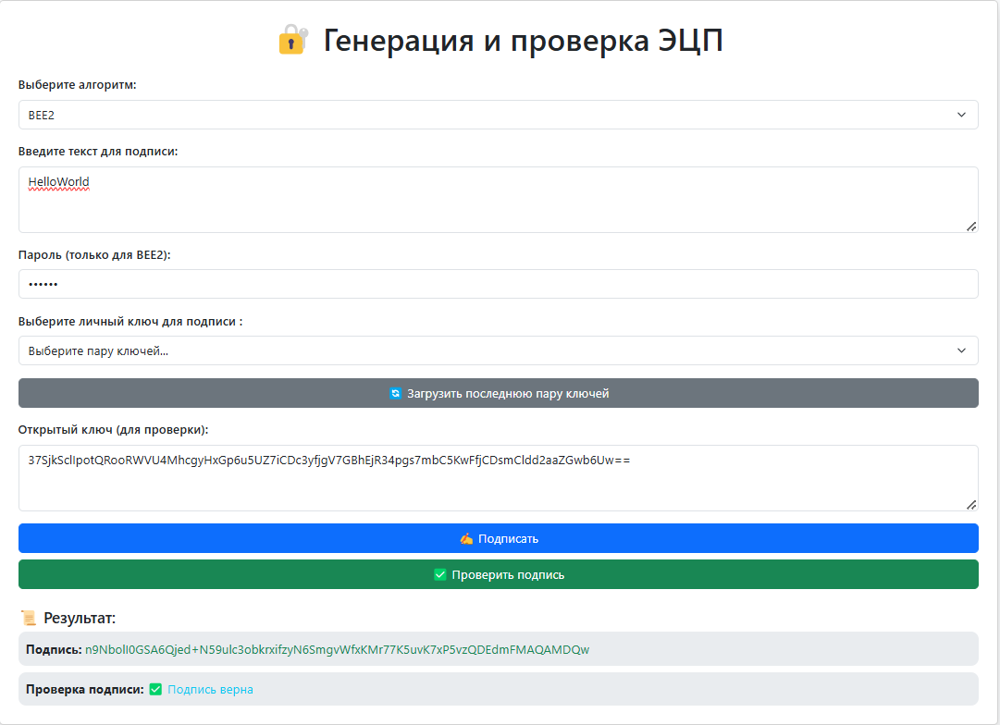 Генерация и проверка ЭЦП
Выберите алгоритм:
BEE2
Введите текст для подписи:
HelloWorld
Пароль (только для BEE2):
••••••
Выберите личный ключ для подписи :
Выберите пару ключей...
Загрузить последнюю пару ключей
Открытый ключ (для проверки):
37SjkSclIpotQRooRWVU4MhcgyHxGp6u5UZ7iCDc3yfjgV7GBhEjR34pgs7mbC5KwFfjCDsmCldd2aaZGwb6Uw==
Подписать
Проверить подпись
Результат:
Подпись: n9NbolI0GSA6Qjed+N59ulc3obkrxifzyN6SmgvWfxKMr77K5uvK7xP5vzQDEdmFMAQAMDQw
Проверка подписи: Подпись верна